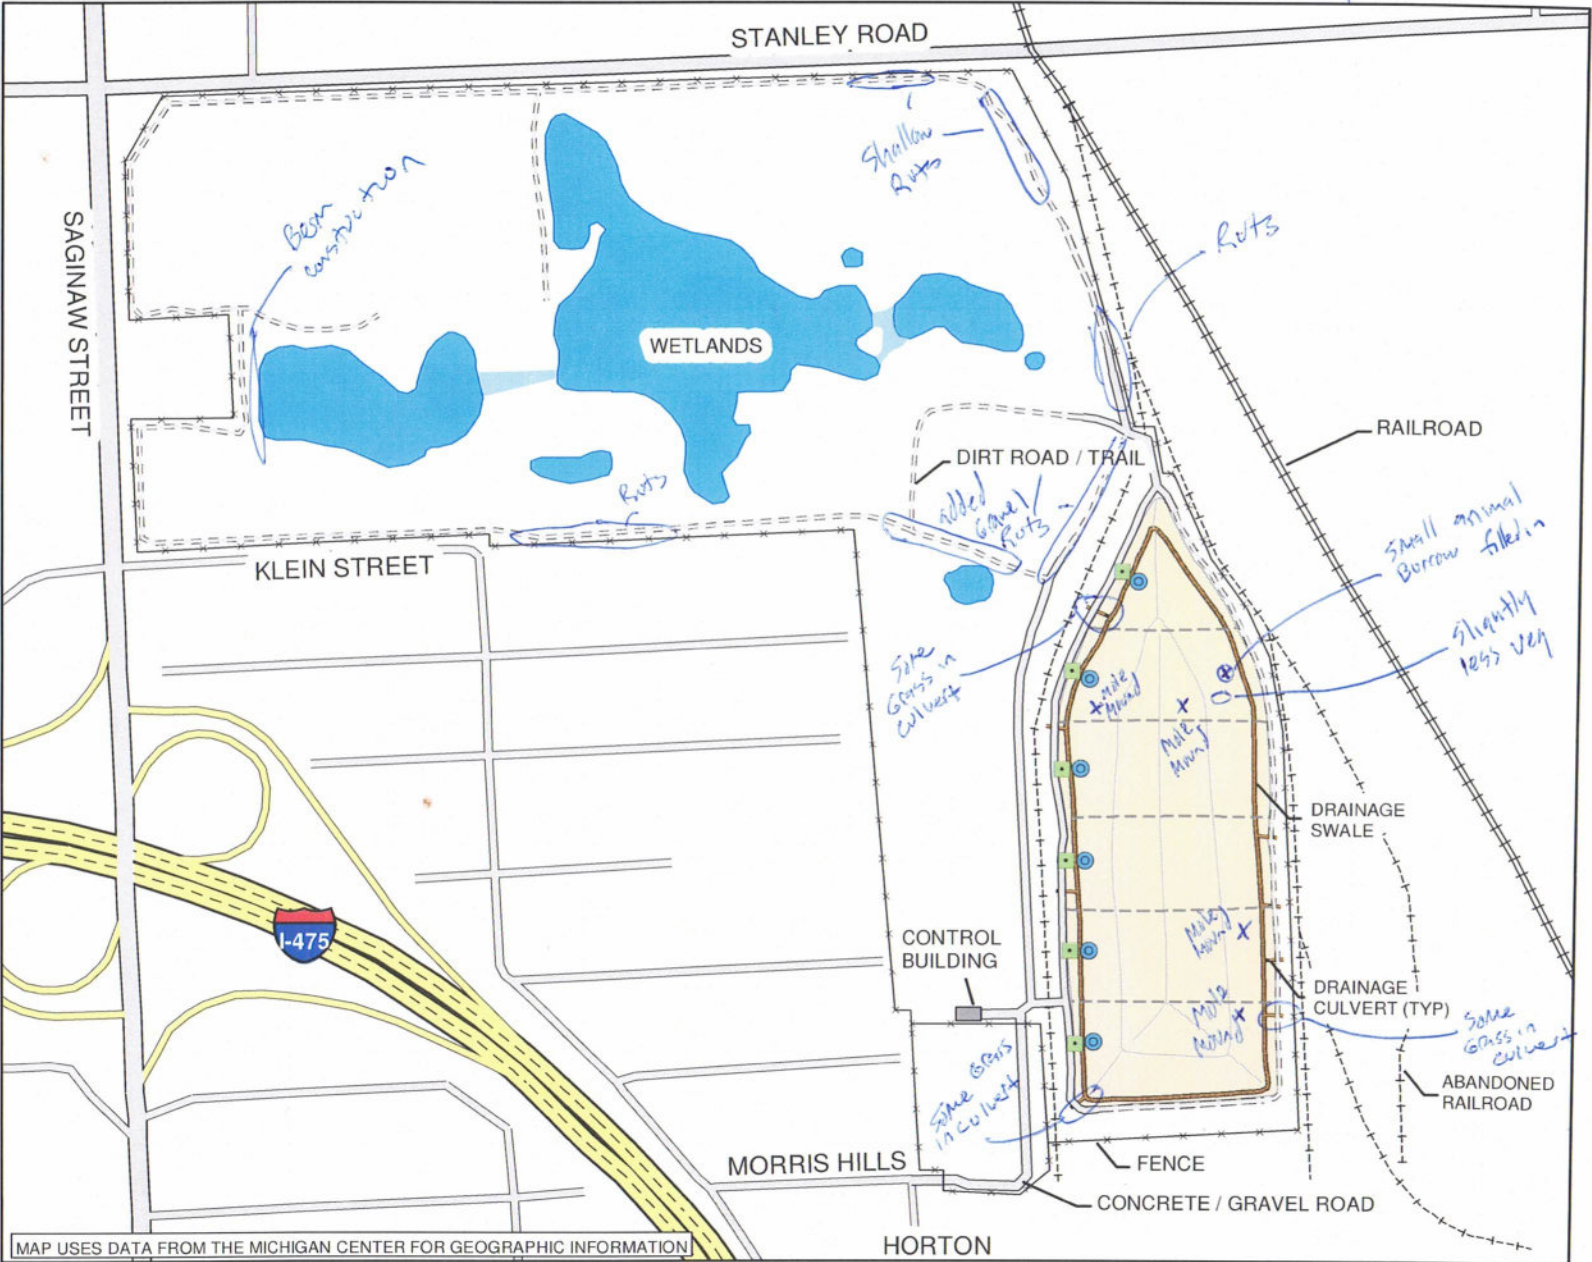 STANLEY ROAD
Shallow
Ruts
Berm
construction
Ruts
SAGINAW STREET
WETLANDS
RAILROAD
DIRT ROAD / TRAIL
added
Gravel/
Ruts
Ruts
Small animal
Burrow filled in
KLEIN STREET
Slightly
less veg
Some
Grass in
culvert
Mole
Mound
Mole
Mound
DRAINAGE
SWALE
I-475
CONTROL
BUILDING
Mole
Mound
DRAINAGE
CULVERT (TYP)
Mole
Mound
Some
Grass in
culvert
Some Grass
in culvert
ABANDONED
RAILROAD
MORRIS HILLS
FENCE
CONCRETE / GRAVEL ROAD
MAP USES DATA FROM THE MICHIGAN CENTER FOR GEOGRAPHIC INFORMATION
HORTON